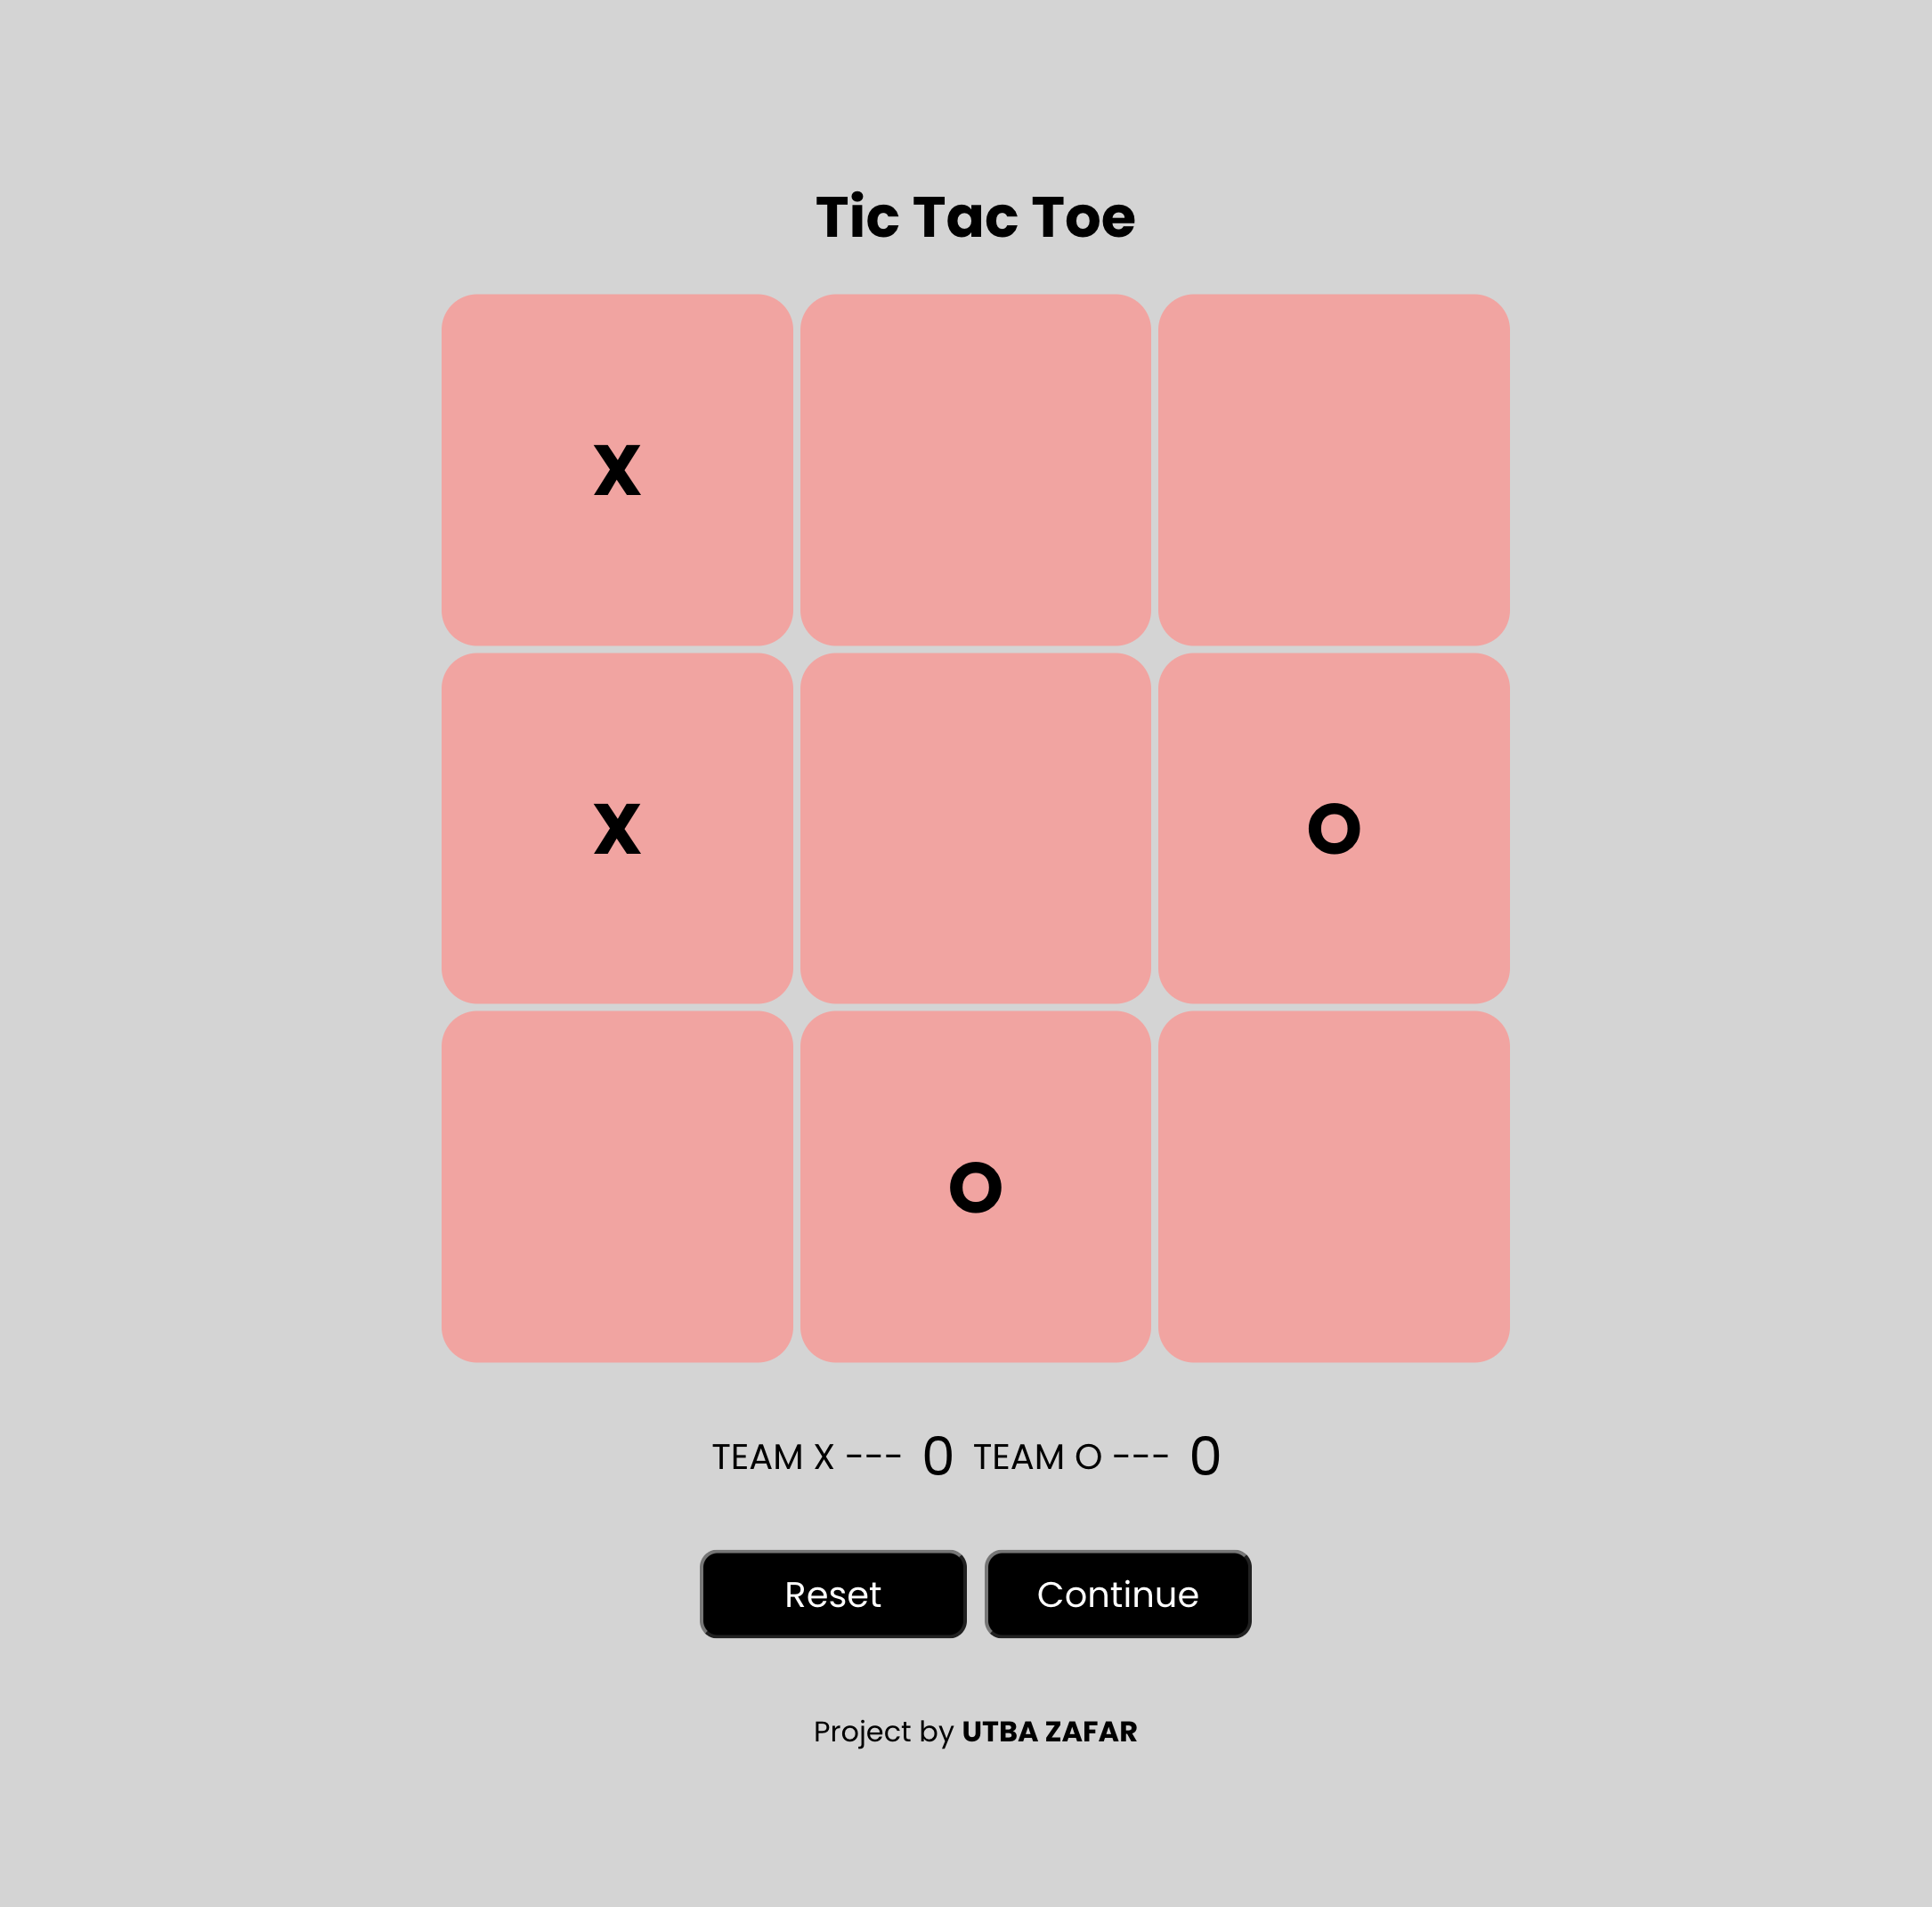 Tic Tac Toe
X
X O
O
TEAM X --- 0 TEAM O --- 0
Reset Continue
Project by UTBA ZAFAR